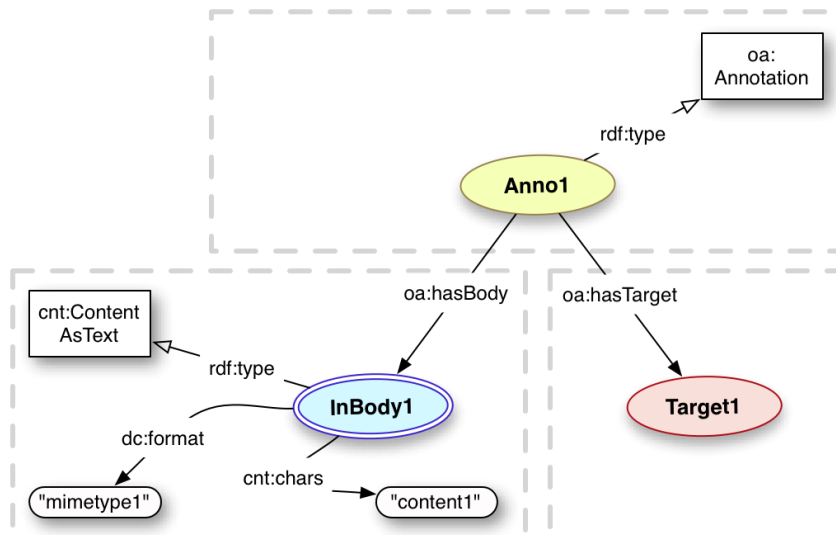 oa:
Annotation
rdf:type
Anno1
oa:hasBody
oa:hasTarget
cnt:Content
AsText
rdf:type
InBody1
Target1
dc:format
cnt:chars
"mimetype1"
"content1"